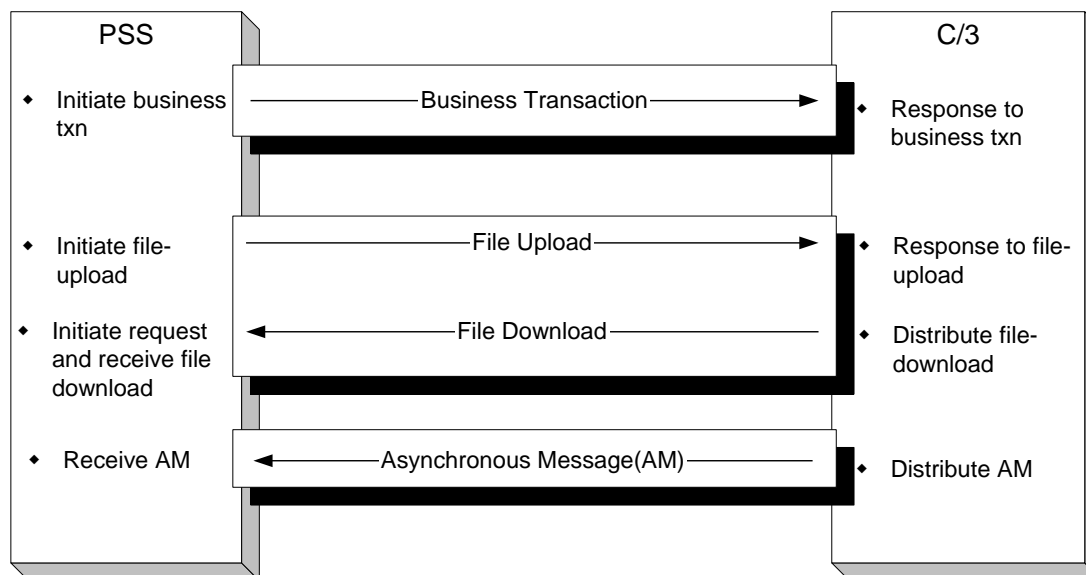 PSS
C/3
Initiate business
txn
Business Transaction
Response to
business txn
Initiate file-
upload
File Upload
Response to file-
upload
Initiate request
and receive file
download
File Download
Distribute file-
download
Receive AM
Asynchronous Message(AM)
Distribute AM